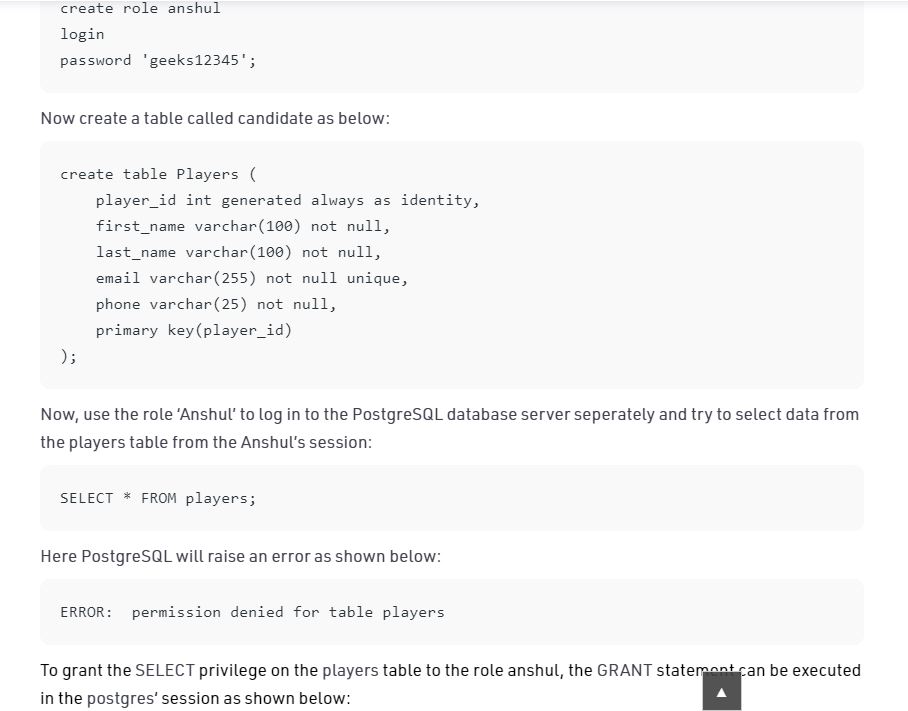 create role anshul
login
password 'geeks12345';
Now create a table called candidate as below:
create table Players (
    player_id int generated always as identity,
    first_name varchar(100) not null,
    last_name varchar(100) not null,
    email varchar(255) not null unique,
    phone varchar(25) not null,
    primary key(player_id)
);
Now, use the role ‘Anshul’ to log in to the PostgreSQL database server seperately and try to select data from
the players table from the Anshul’s session:
SELECT * FROM players;
Here PostgreSQL will raise an error as shown below:
ERROR:  permission denied for table players
To grant the SELECT privilege on the players table to the role anshul, the GRANT statement can be executed
in the postgres’ session as shown below: